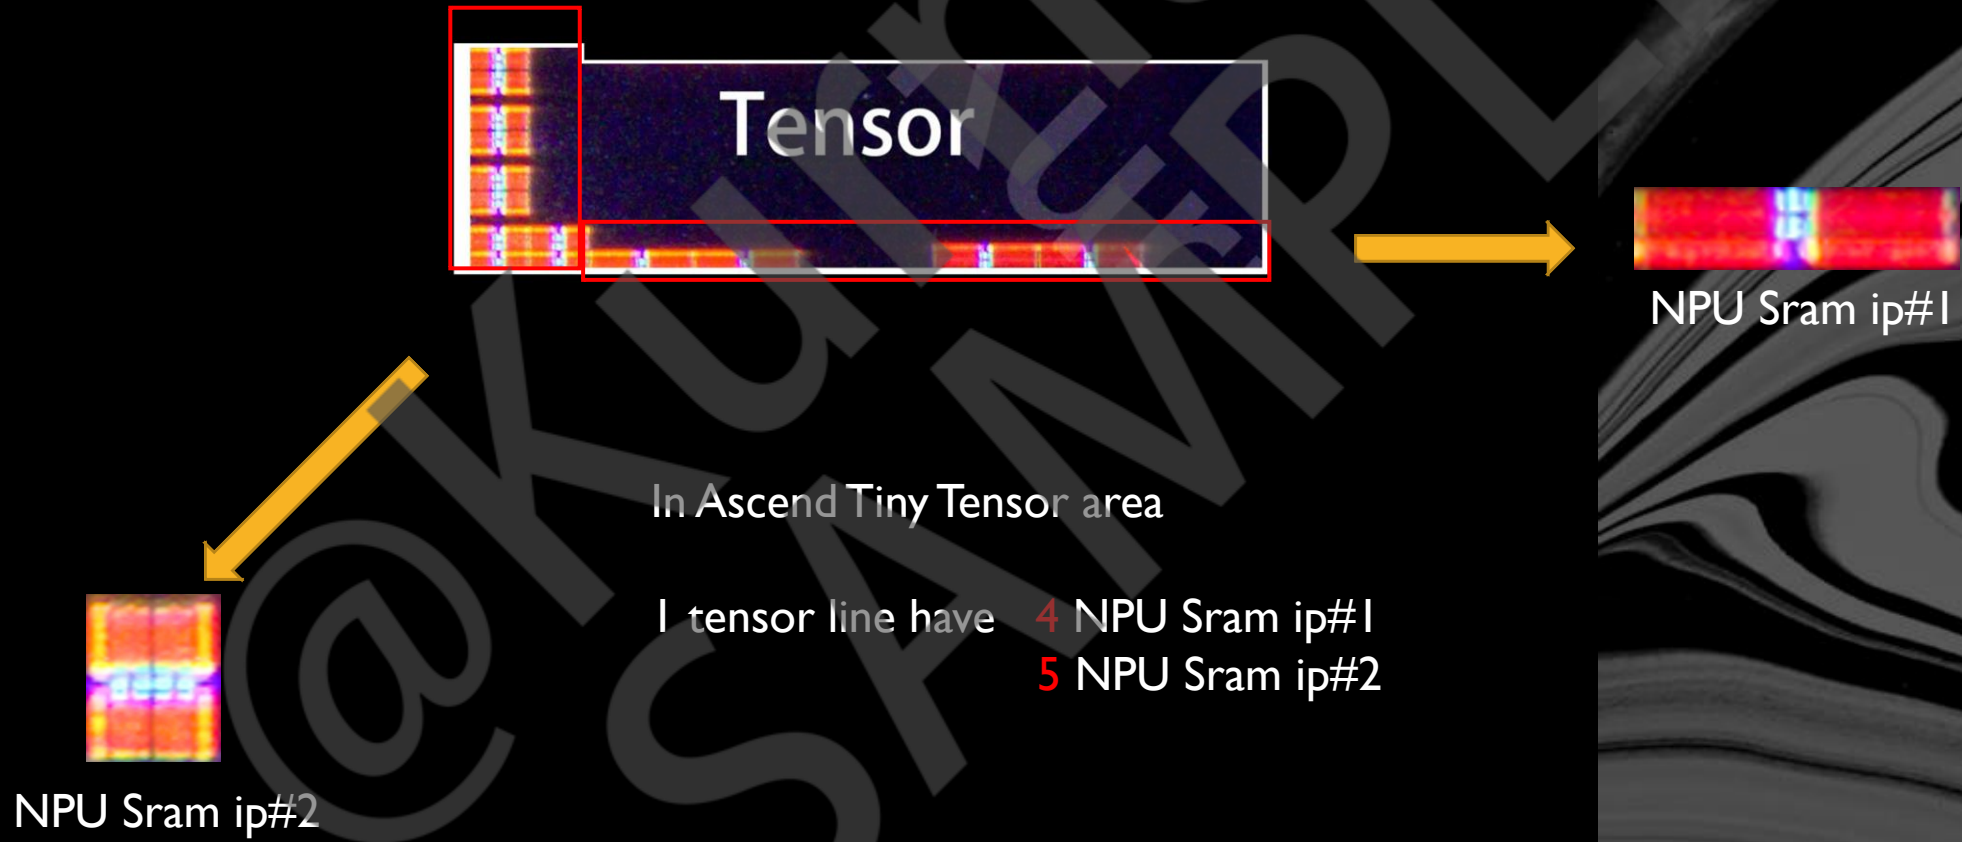 Tensor
NPU Sram ip#1
In Ascend Tiny Tensor area
1 tensor line have 4 NPU Sram ip#1
5 NPU Sram ip#2
NPU Sram ip#2
SAMPL